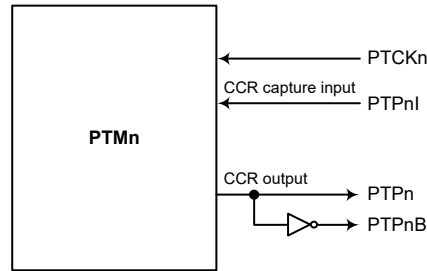 PTCKn
CCR capture input
PTPnI
PTMn
CCR output
PTPn
PTPnB